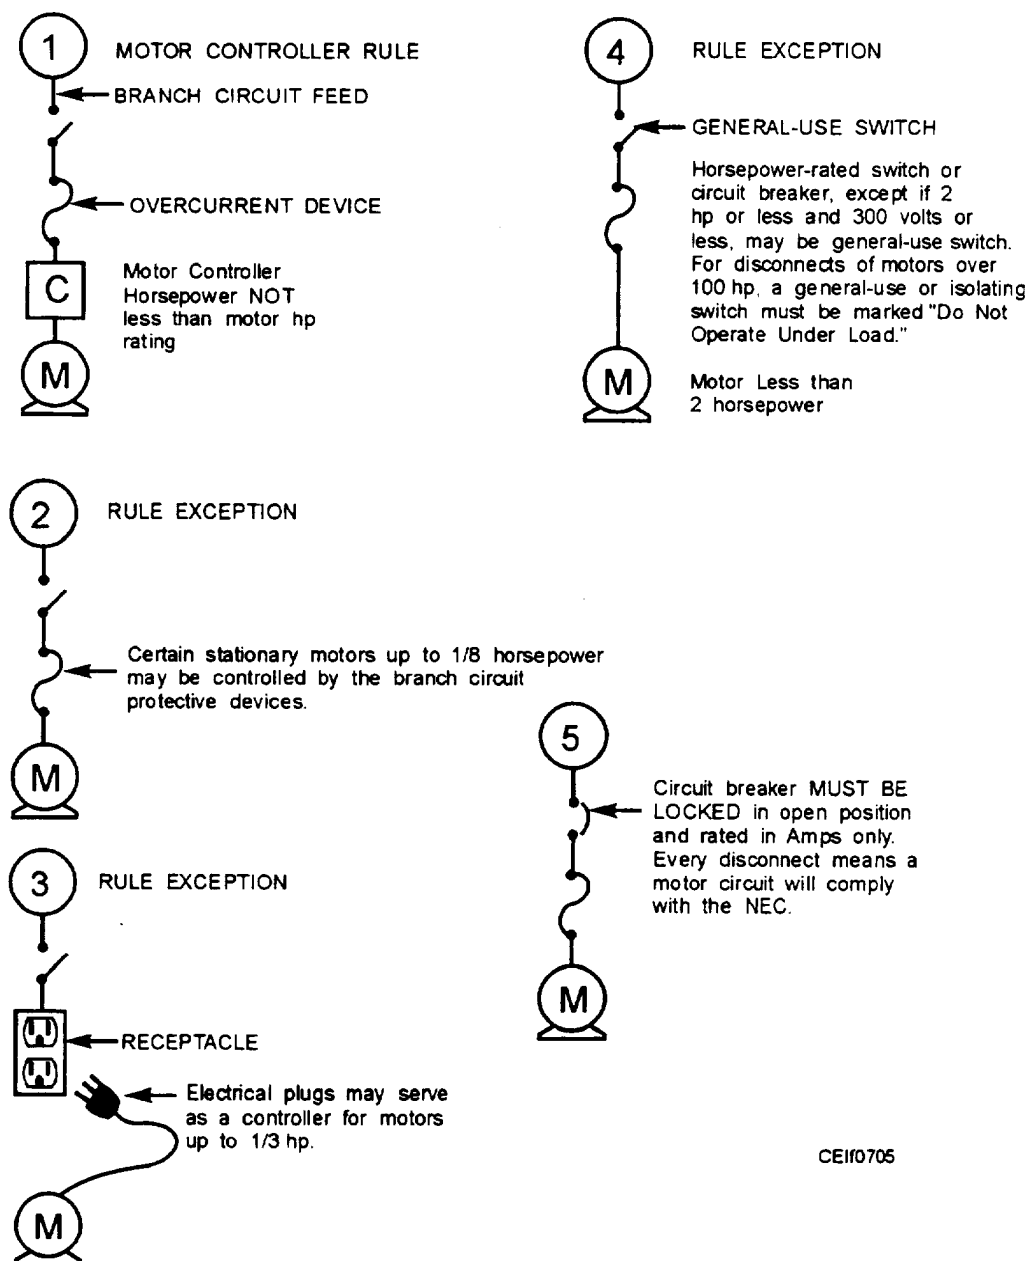 1
MOTOR CONTROLLER RULE
BRANCH CIRCUIT FEED
OVERCURRENT DEVICE
C
Motor Controller
Horsepower NOT
less than motor hp
rating
M
4
RULE EXCEPTION
GENERAL-USE SWITCH
Horsepower-rated switch or
circuit breaker, except if 2
hp or less and 300 volts or
less, may be general-use switch.
For disconnects of motors over
100 hp, a general-use or isolating
switch must be marked "Do Not
Operate Under Load."
M
Motor Less than
2 horsepower
2
RULE EXCEPTION
Certain stationary motors up to 1/8 horsepower
may be controlled by the branch circuit
protective devices.
M
3
RULE EXCEPTION
RECEPTACLE
Electrical plugs may serve
as a controller for motors
up to 1/3 hp.
M
5
Circuit breaker MUST BE
LOCKED in open position
and rated in Amps only.
Every disconnect means a
motor circuit will comply
with the NEC.
M
CEIf0705